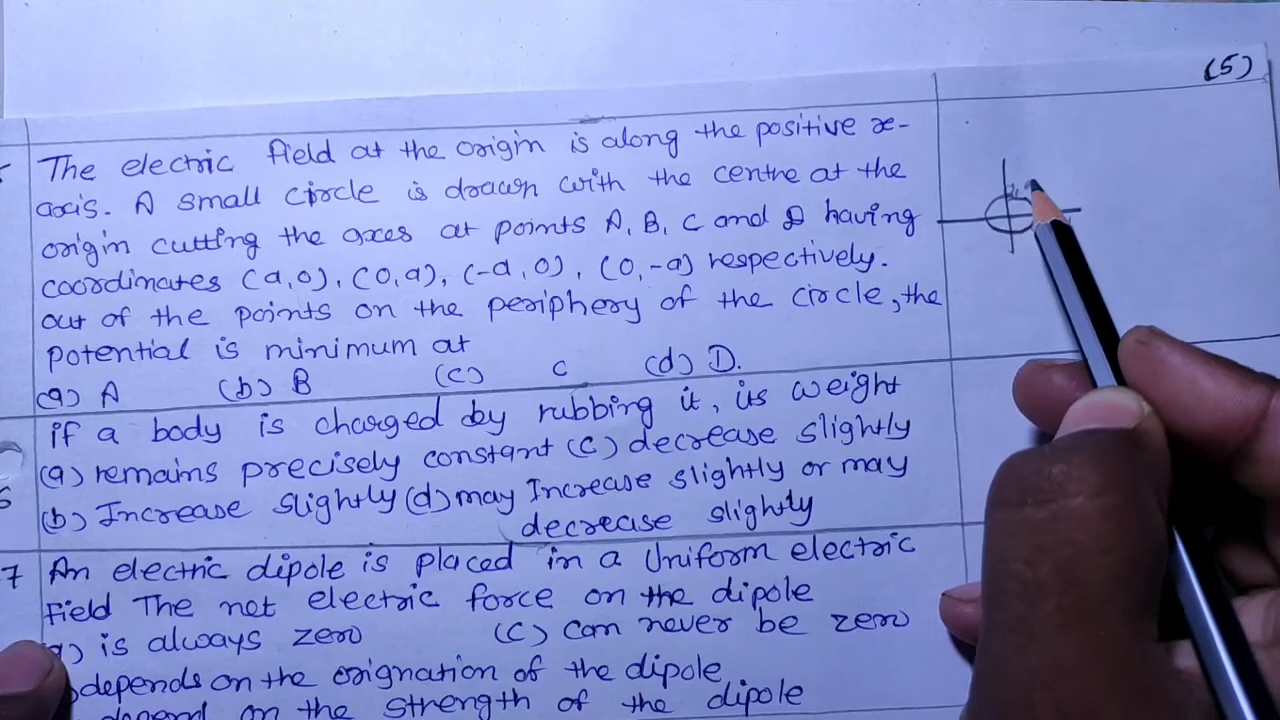 (5)
The electric field at the origin is along the positive x-
axis. A small circle is drawn with the centre at the
origin cutting the axes at points A, B, C and D having
coordinates (a,0), (0,a), (-a,0), (0,-a) respectively.
out of the points on the periphery of the circle, the
potential is minimum at
(a) A (b) B (c) C (d) D.
if a body is charged by rubbing it, its weight
(a) remains precisely constant (c) decrease slightly
6 (b) Increase slightly (d) may Increase slightly or may
decrease slightly
7 An electric dipole is placed in a Uniform electric
field The net electric force on the dipole
a) is always zero (c) can never be zero
) depends on the orignation of the dipole
depend on the strength of the dipole